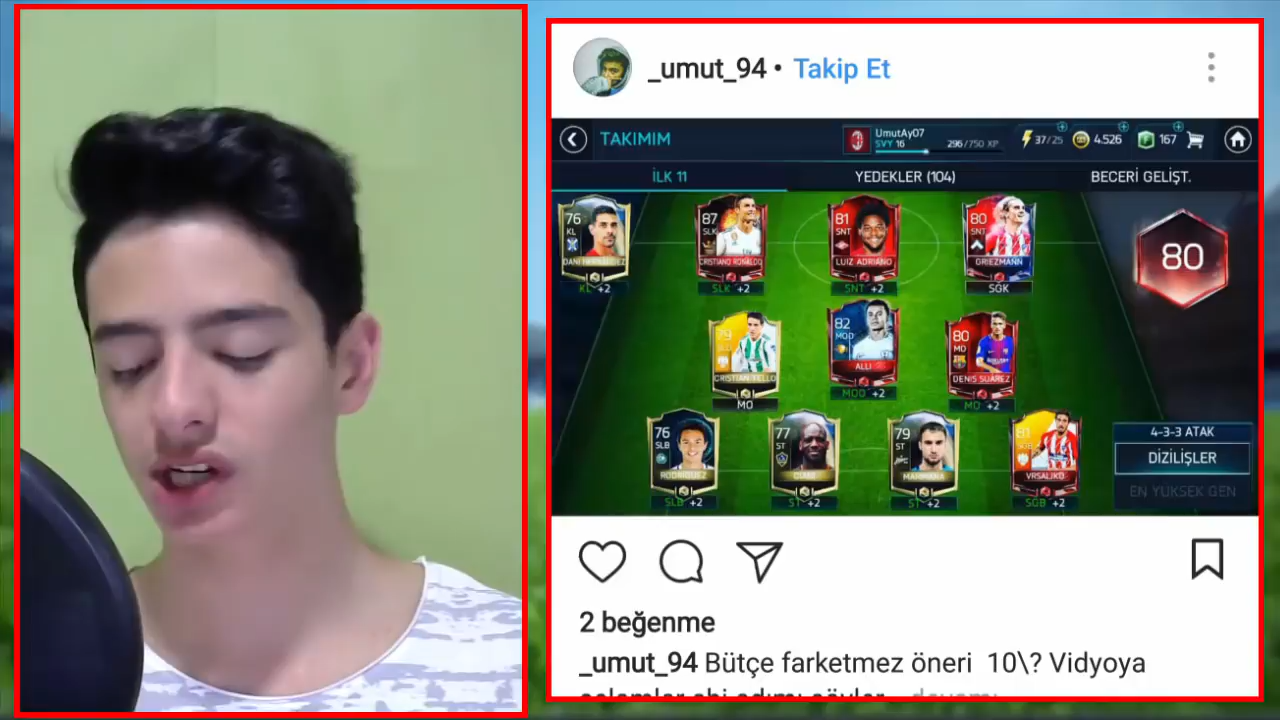 _umut_94 • Takip Et
TAKIMIM
UmutAy07
SVY 16
296/750 XP
37/25
4.526
167
İLK 11
YEDEKLER (104)
BECERİ GELİŞT.
76
KL
KL +2
87
SLK
CRISTIANO RONALDO
SLK +2
81
SNT
LUIZ ADRIANO
SNT +2
80
SNT
GRIEZMANN
SĞK
80
79
CRISTIAN TELLO
MO
82
MOO
ALLI
MOO +2
80
MO
DENIS SUAREZ
MO +2
76
SLB
RODRIGUEZ
SLB +2
77
ST
ST +2
79
ST
ST +2
81
SĞB
VRSALJKO
SĞB +2
4-3-3 ATAK
DİZİLİŞLER
EN YÜKSEK GEN
2 beğenme
_umut_94 Bütçe farketmez öneri 10\? Vidyoya